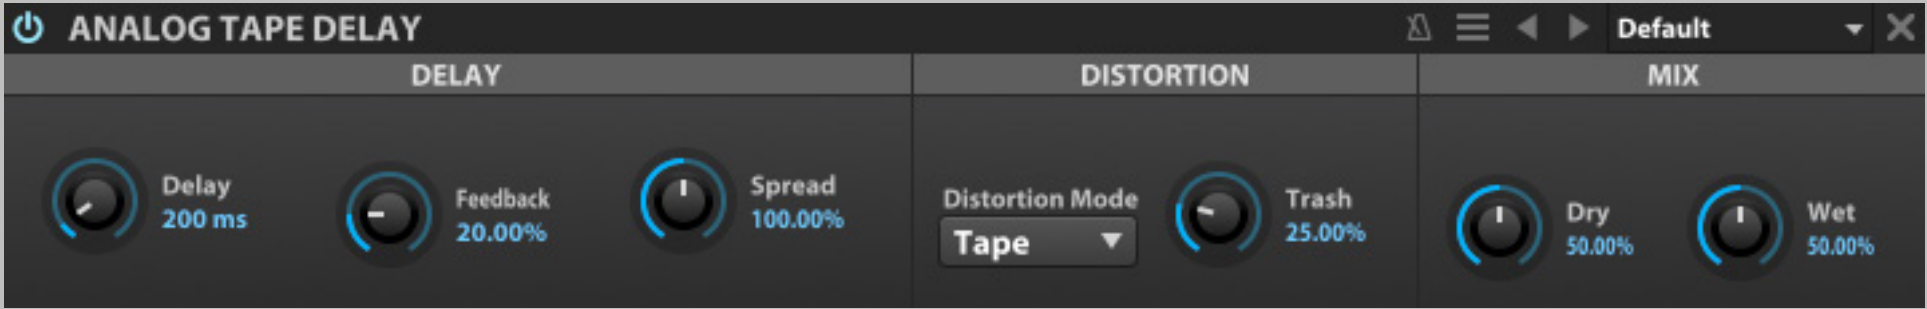 ANALOG TAPE DELAY
Default
DELAY
DISTORTION
MIX
Delay
200 ms
Feedback
20.00%
Spread
100.00%
Distortion Mode
Tape
Trash
25.00%
Dry
50.00%
Wet
50.00%